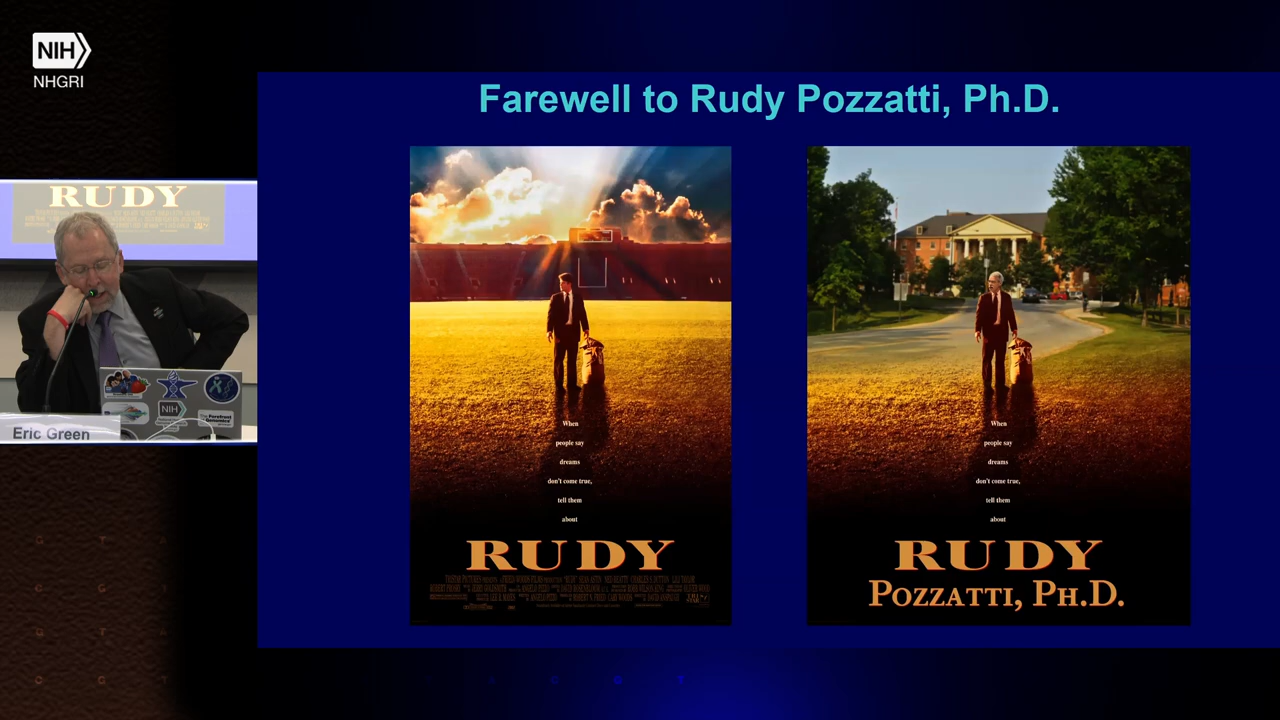 NIH
NHGRI
Farewell to Rudy Pozzatti, Ph.D.
RUDY
NIH
Eric Green
When
people say
dreams
don't come true,
tell them
about
RUDY
When
people say
dreams
don't come true,
tell them
about
RUDY
POZZATTI, PH.D.